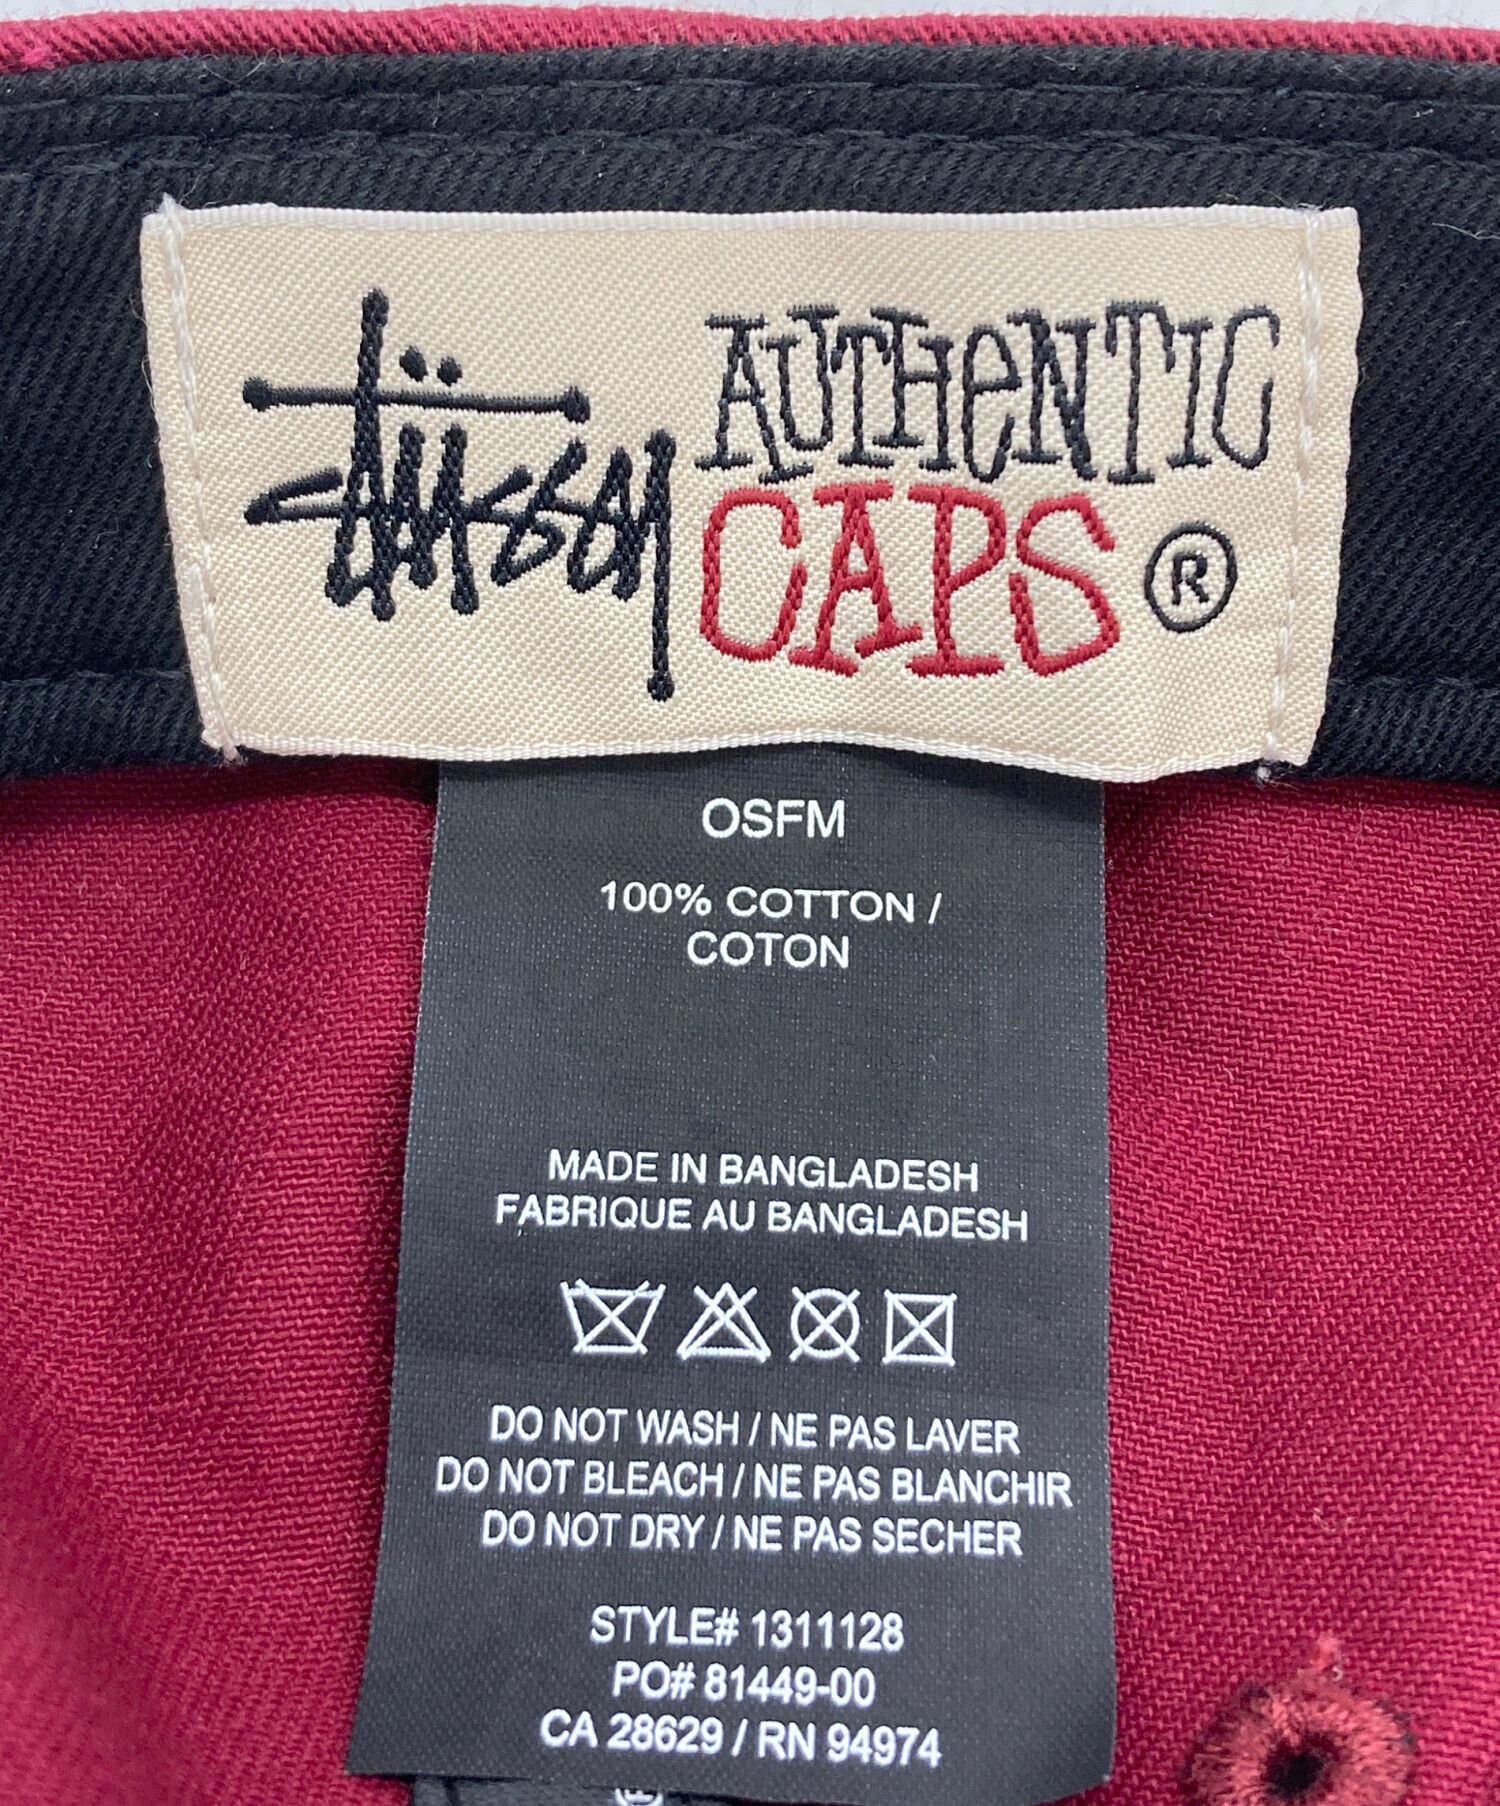 Stüssy AUTHENTIC
CAPS ®
OSFM
100% COTTON /
COTON
MADE IN BANGLADESH
FABRIQUE AU BANGLADESH
DO NOT WASH / NE PAS LAVER
DO NOT BLEACH / NE PAS BLANCHIR
DO NOT DRY / NE PAS SECHER
STYLE# 1311128
PO# 81449-00
CA 28629 / RN 94974